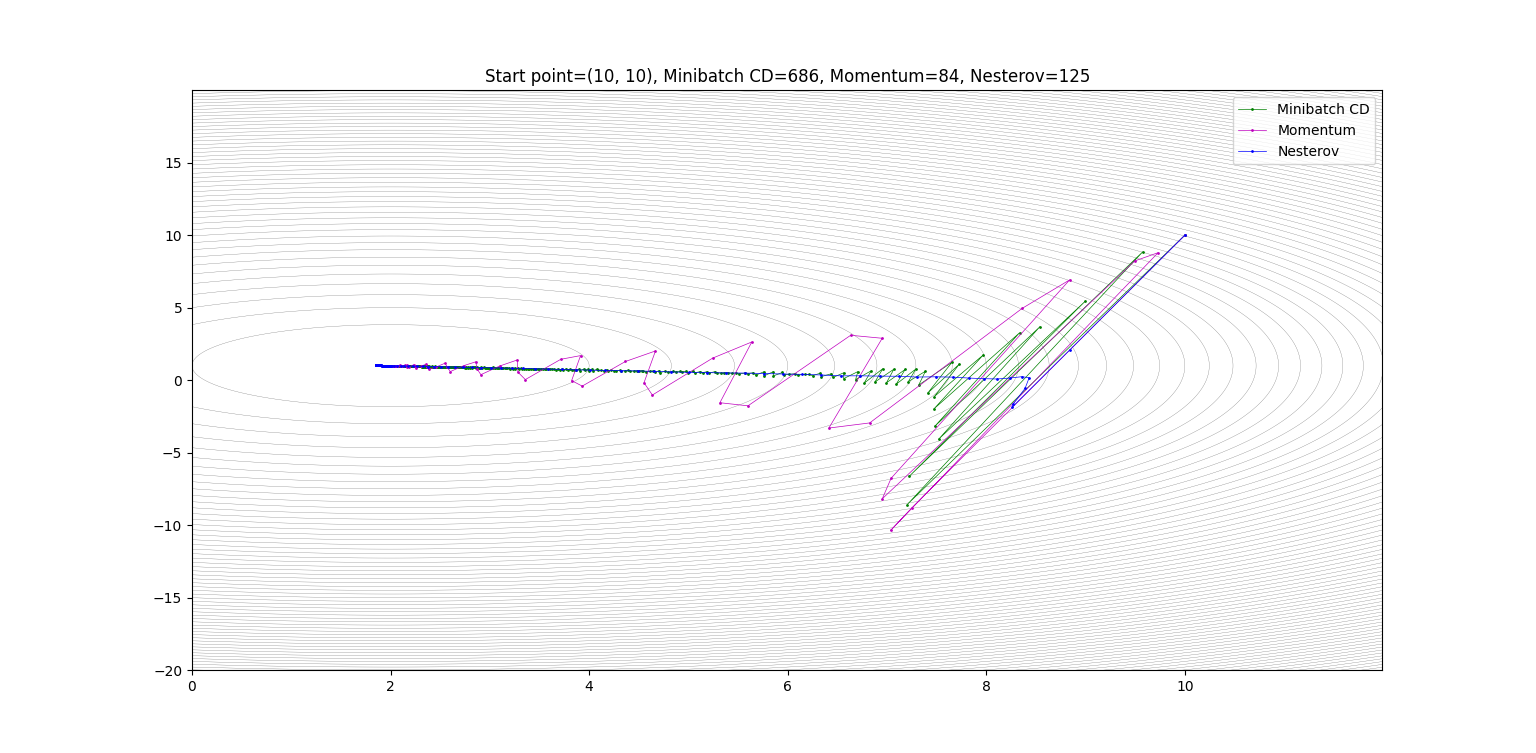 Start point=(10, 10), Minibatch CD=686, Momentum=84, Nesterov=125
Minibatch CD
Momentum
Nesterov
15
10
5
0
−5
−10
−15
−20
0 2 4 6 8 10